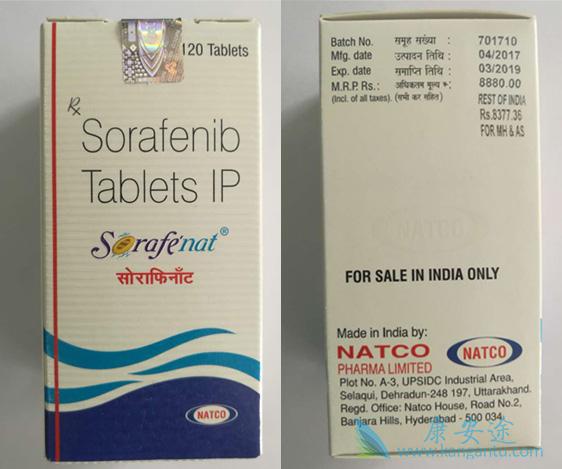 120 Tablets
Rx
Sorafenib
Tablets IP
Sorafenat®
सोराफिनॅट
NATCO
Batch No. समूह संख्या : 701710
Mfg. date उत्पादन तिथि : 04/2017
Exp. date समाप्ति तिथि : 03/2019
M.R.P. Rs.: अधिकतम मूल्य रु: 8880.00
(Incl. of all taxes). (सभी कर सहित) REST OF INDIA
Rs.8377.36
FOR MH & AS
NATCO
FOR SALE IN INDIA ONLY
Made in India by:
NATCO
PHARMA LIMITED
NATCO
Plot No. A-3, UPSIDC Industrial Area,
Selaqui, Dehradun-248 197, Uttarakhand.
Regd. Office: Natco House, Road No.2,
Banjara Hills, Hyderabad - 500 034
康安途
www.kangantu.com